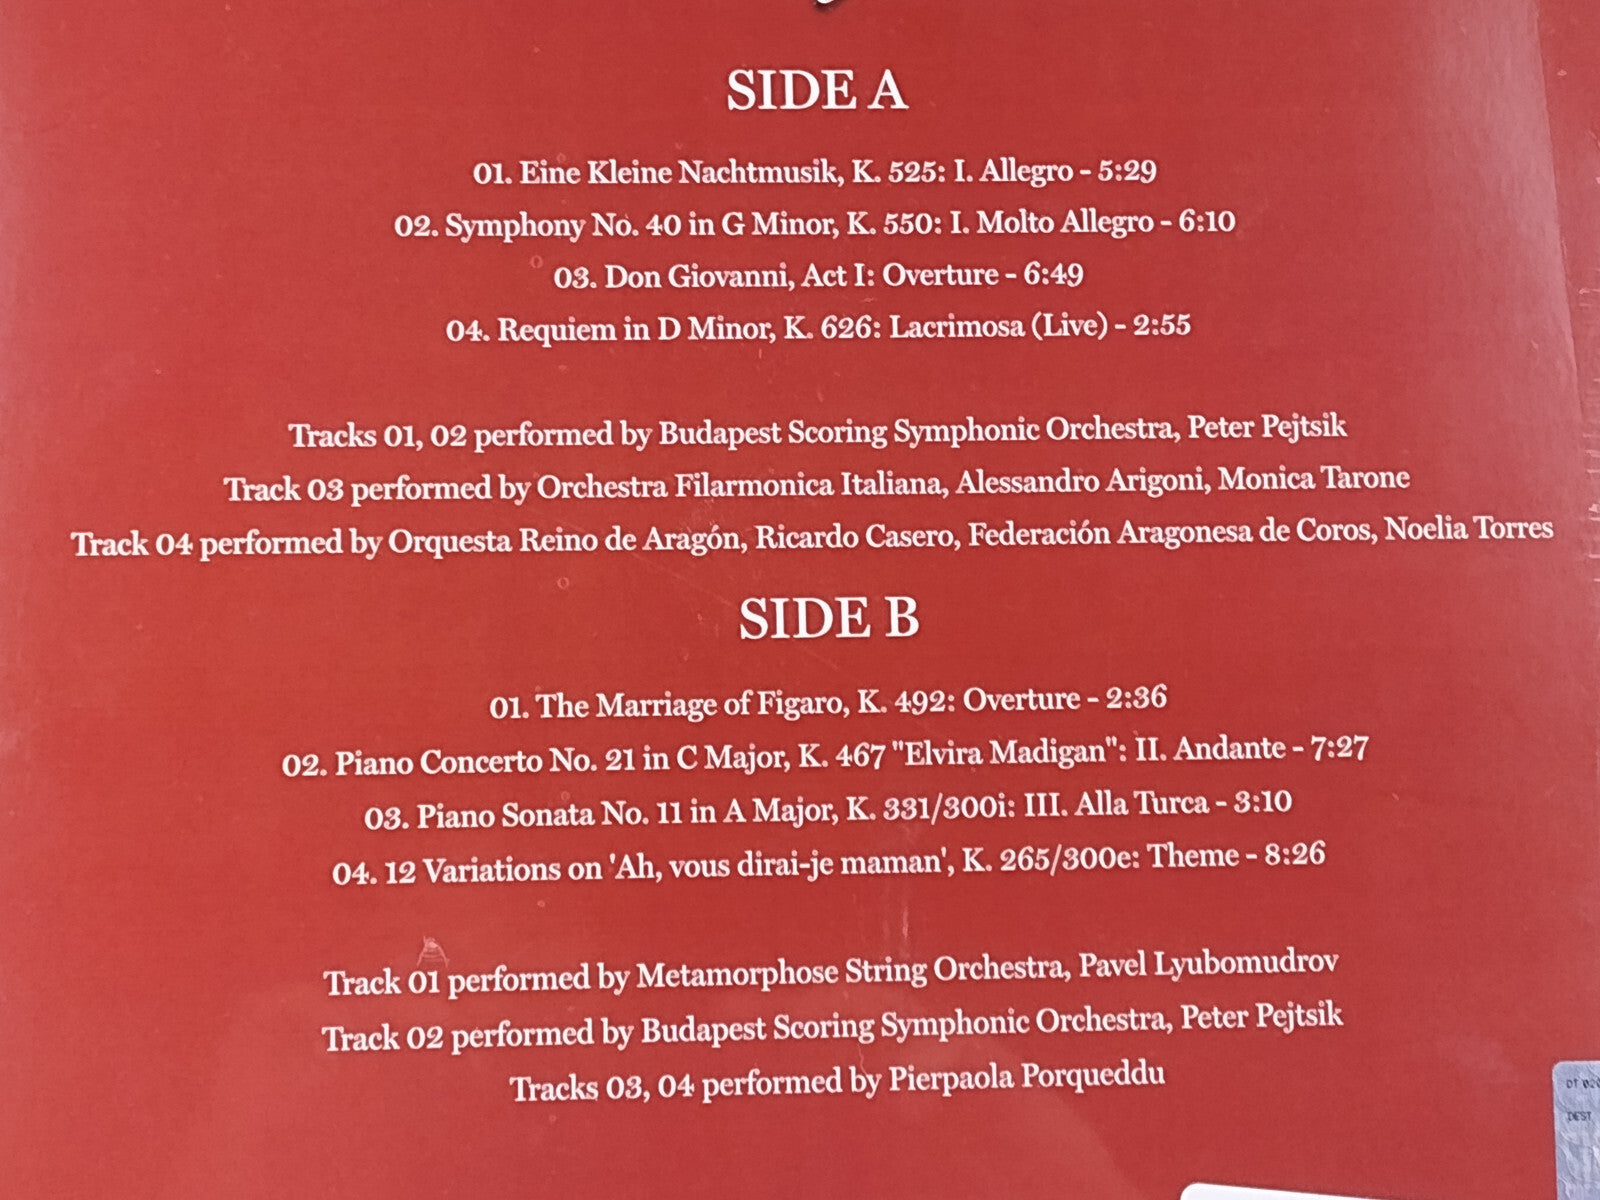 SIDE A
01. Eine Kleine Nachtmusik, K. 525: I. Allegro - 5:29
02. Symphony No. 40 in G Minor, K. 550: I. Molto Allegro - 6:10
03. Don Giovanni, Act I: Overture - 6:49
04. Requiem in D Minor, K. 626: Lacrimosa (Live) - 2:55
Tracks 01, 02 performed by Budapest Scoring Symphonic Orchestra, Peter Pejtsik
Track 03 performed by Orchestra Filarmonica Italiana, Alessandro Arigoni, Monica Tarone
Track 04 performed by Orquesta Reino de Aragón, Ricardo Casero, Federación Aragonesa de Coros, Noelia Torres
SIDE B
01. The Marriage of Figaro, K. 492: Overture - 2:36
02. Piano Concerto No. 21 in C Major, K. 467 "Elvira Madigan": II. Andante - 7:27
03. Piano Sonata No. 11 in A Major, K. 331/300i: III. Alla Turca - 3:10
04. 12 Variations on 'Ah, vous dirai-je maman', K. 265/300e: Theme - 8:26
Track 01 performed by Metamorphose String Orchestra, Pavel Lyubomudrov
Track 02 performed by Budapest Scoring Symphonic Orchestra, Peter Pejtsik
Tracks 03, 04 performed by Pierpaola Porqueddu
DEST